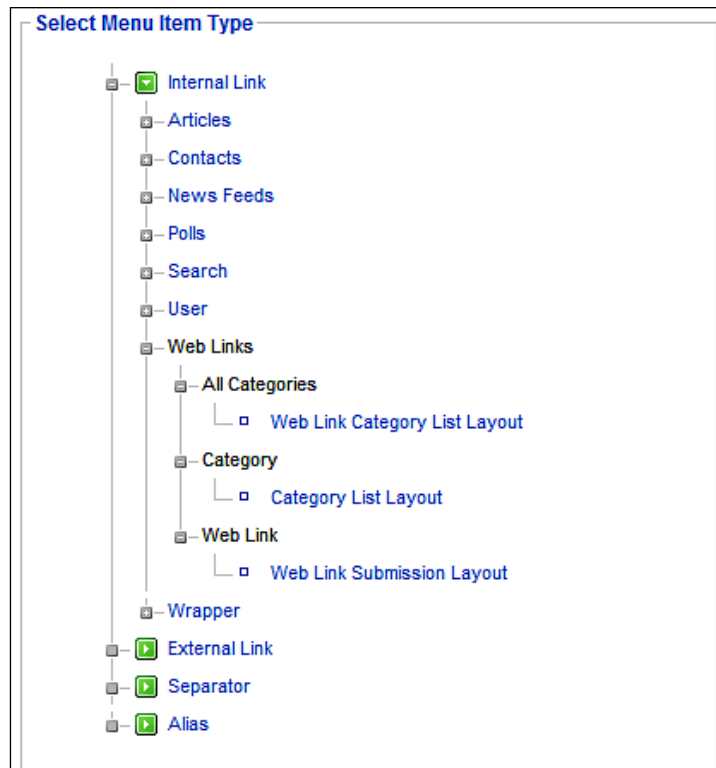 Select Menu Item Type
Internal Link
Articles
Contacts
News Feeds
Polls
Search
User
Web Links
All Categories
Web Link Category List Layout
Category
Category List Layout
Web Link
Web Link Submission Layout
Wrapper
External Link
Separator
Alias